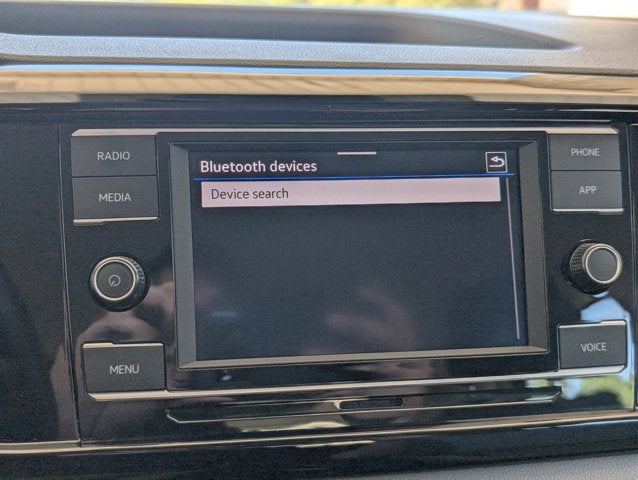 RADIO
MEDIA
MENU
Bluetooth devices
Device search
PHONE
APP
VOICE